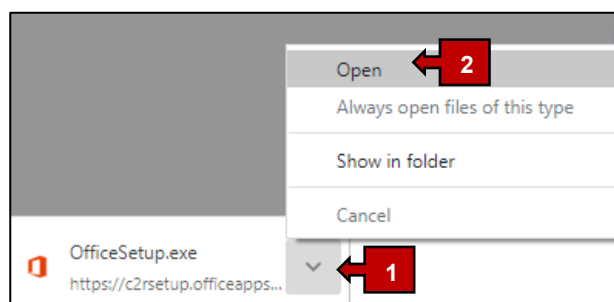 Open
2
Always open files of this type
Show in folder
Cancel
OfficeSetup.exe
https://c2rsetup.officeapps...
1